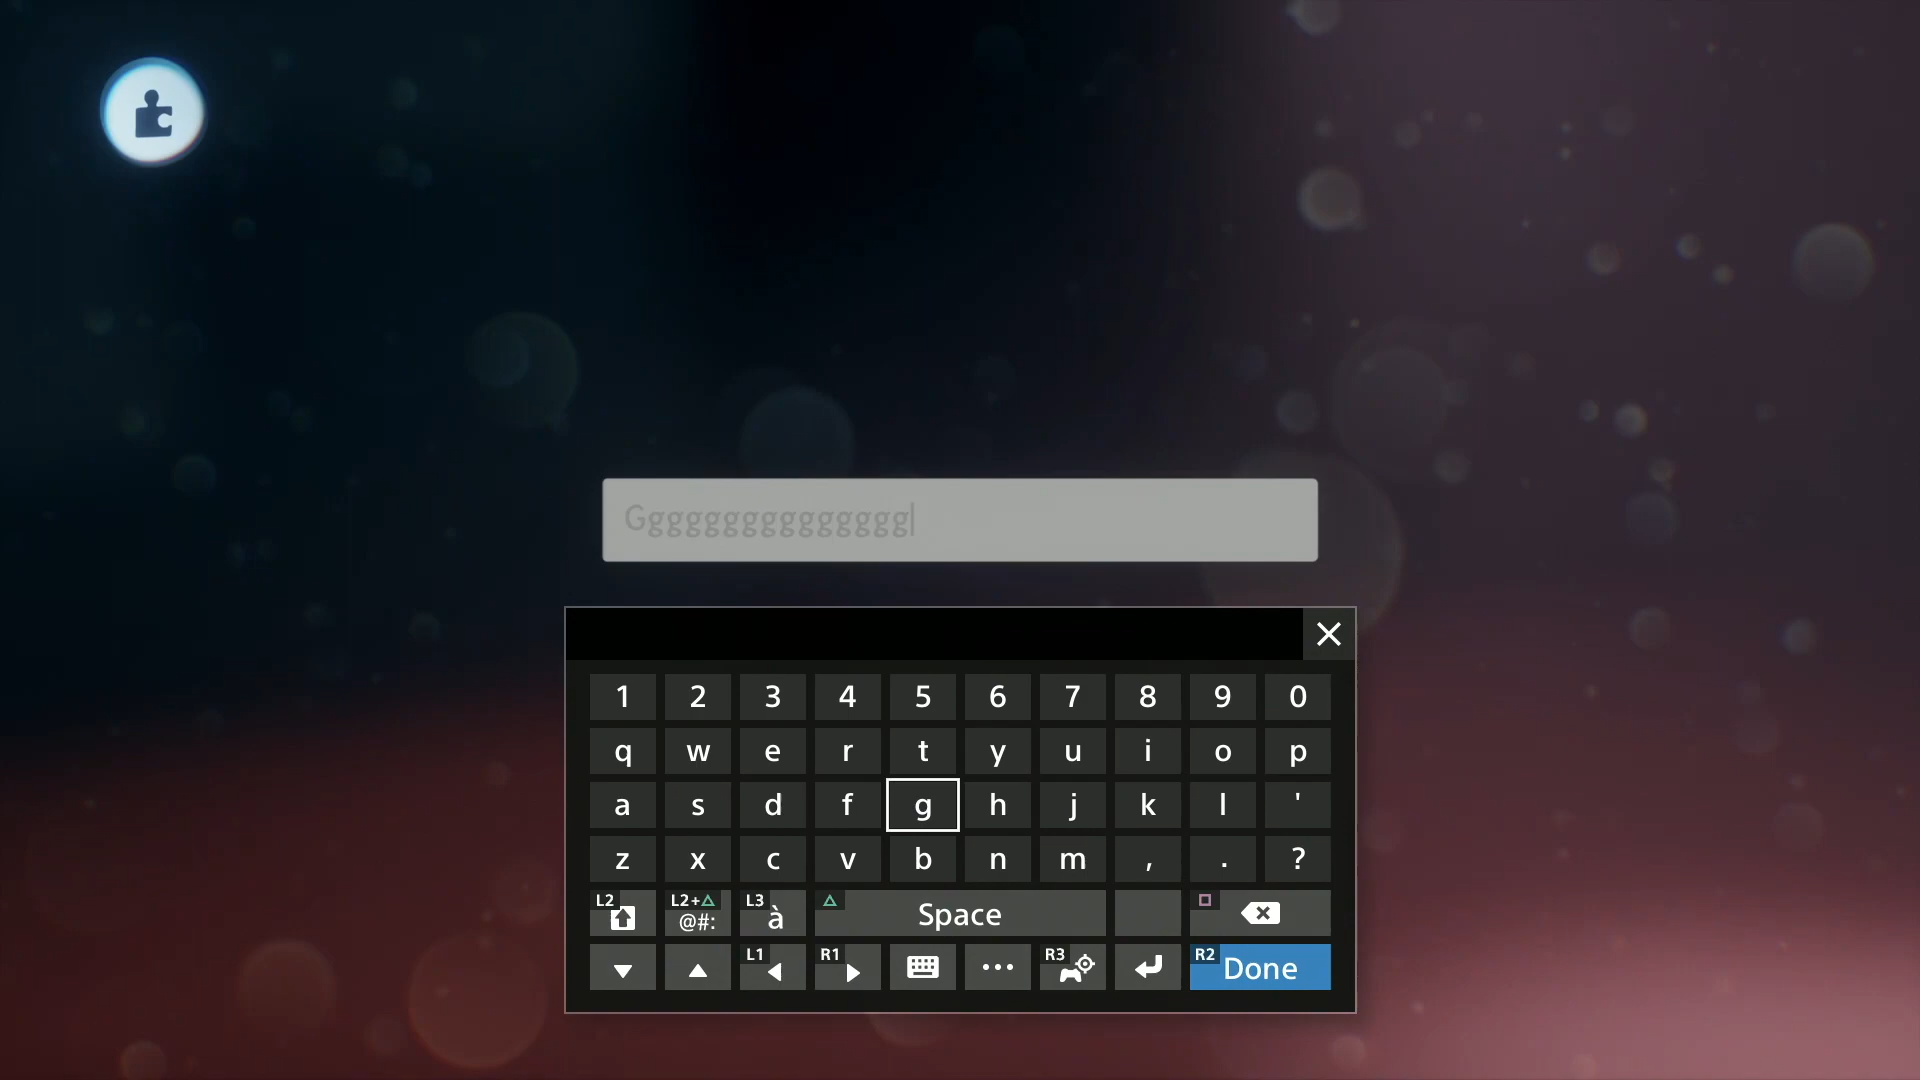 Ggggggggggggggg
1 2 3 4 5 6 7 8 9 0
q w e r t y u i o p
a s d f g h j k l '
z x c v b n m , . ?
L2 L2+△ @#: L3 à △ Space □
L1 R1 ... R3 R2 Done